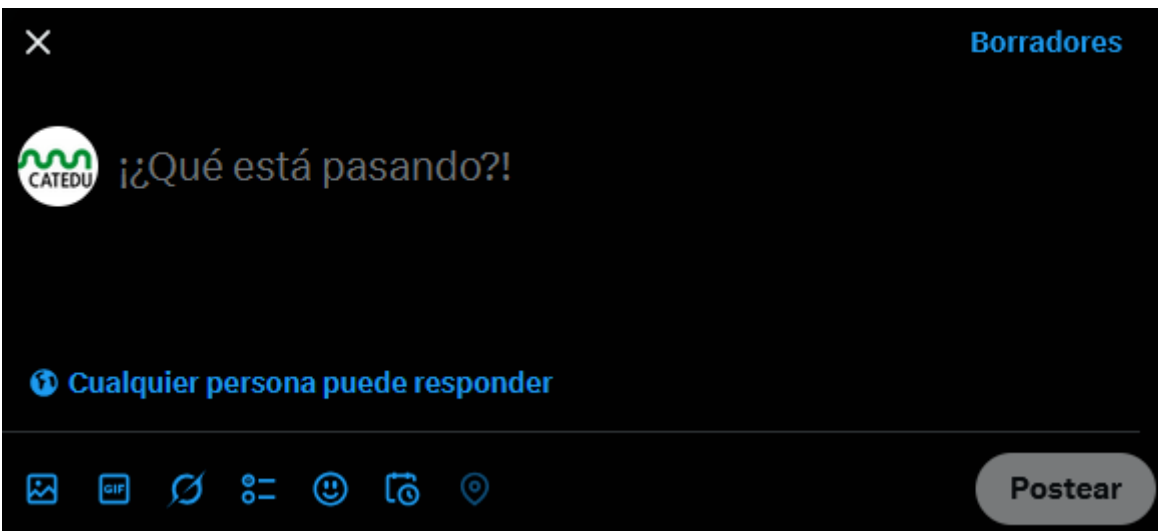 Borradores
CATEDU
¡¿Qué está pasando?!
Cualquier persona puede responder
GIF
Postear